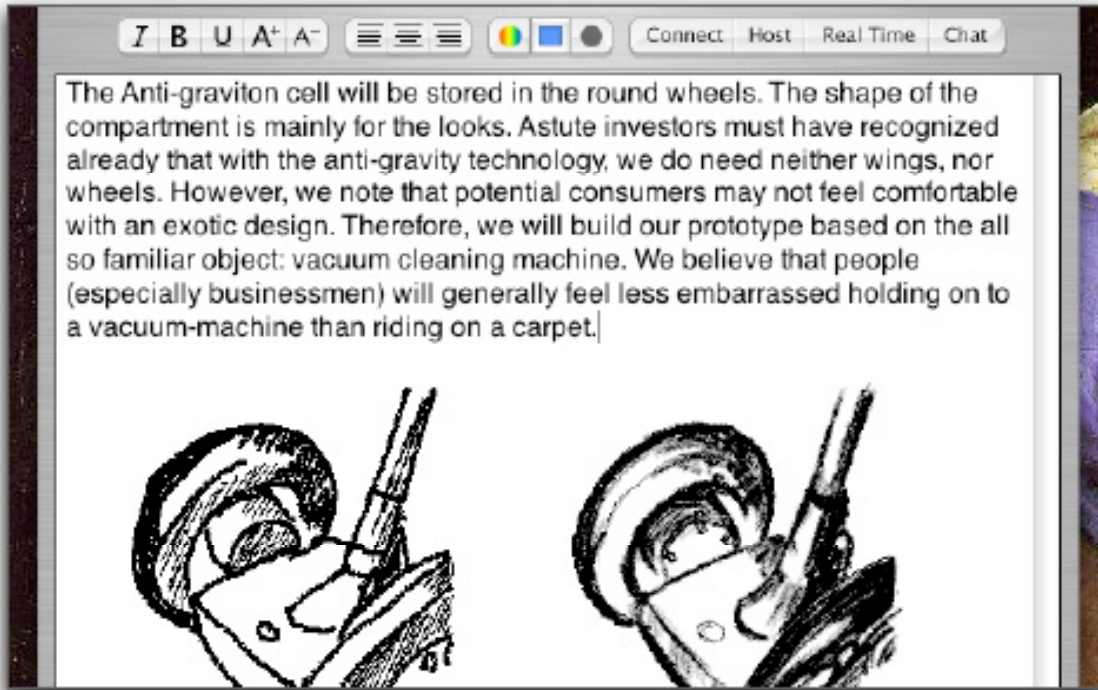 I B U A+ A- Connect Host Real Time Chat
The Anti-graviton cell will be stored in the round wheels. The shape of the
compartment is mainly for the looks. Astute investors must have recognized
already that with the anti-gravity technology, we do need neither wings, nor
wheels. However, we note that potential consumers may not feel comfortable
with an exotic design. Therefore, we will build our prototype based on the all
so familiar object: vacuum cleaning machine. We believe that people
(especially businessmen) will generally feel less embarrassed holding on to
a vacuum-machine than riding on a carpet.